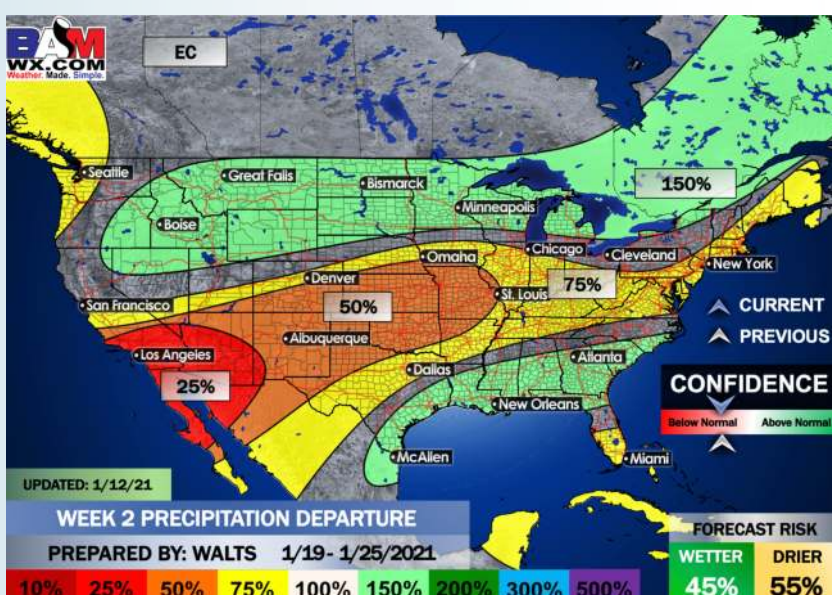 BAM
WX.COM
Weather. Made. Simple.
EC
Seattle
Great Falls
Bismarck
150%
Boise
Minneapolis
Chicago
Cleveland
Omaha
New York
Denver
75%
San Francisco
50%
St. Louis
CURRENT
Albuquerque
PREVIOUS
Los Angeles
Atlanta
Dallas
25%
CONFIDENCE
New Orleans
Below Normal Above Normal
McAllen
Miami
UPDATED: 1/12/21
WEEK 2 PRECIPITATION DEPARTURE
FORECAST RISK
PREPARED BY: WALTS 1/19- 1/25/2021
WETTER DRIER
10% 25% 50% 75% 100% 150% 200% 300% 500%
45% 55%